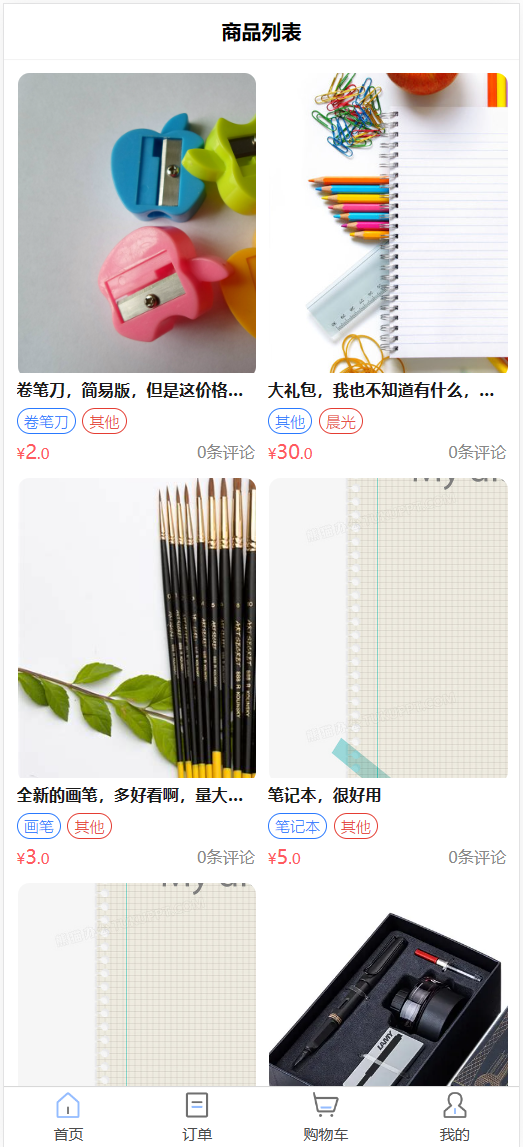 商品列表
卷笔刀，简易版，但是这价格...
卷笔刀 其他
¥2.0 0条评论
大礼包，我也不知道有什么，...
其他 晨光
¥30.0 0条评论
全新的画笔，多好看啊，量大...
画笔 其他
¥3.0 0条评论
笔记本，很好用
笔记本 其他
¥5.0 0条评论
LAMY
首页
订单
购物车
我的